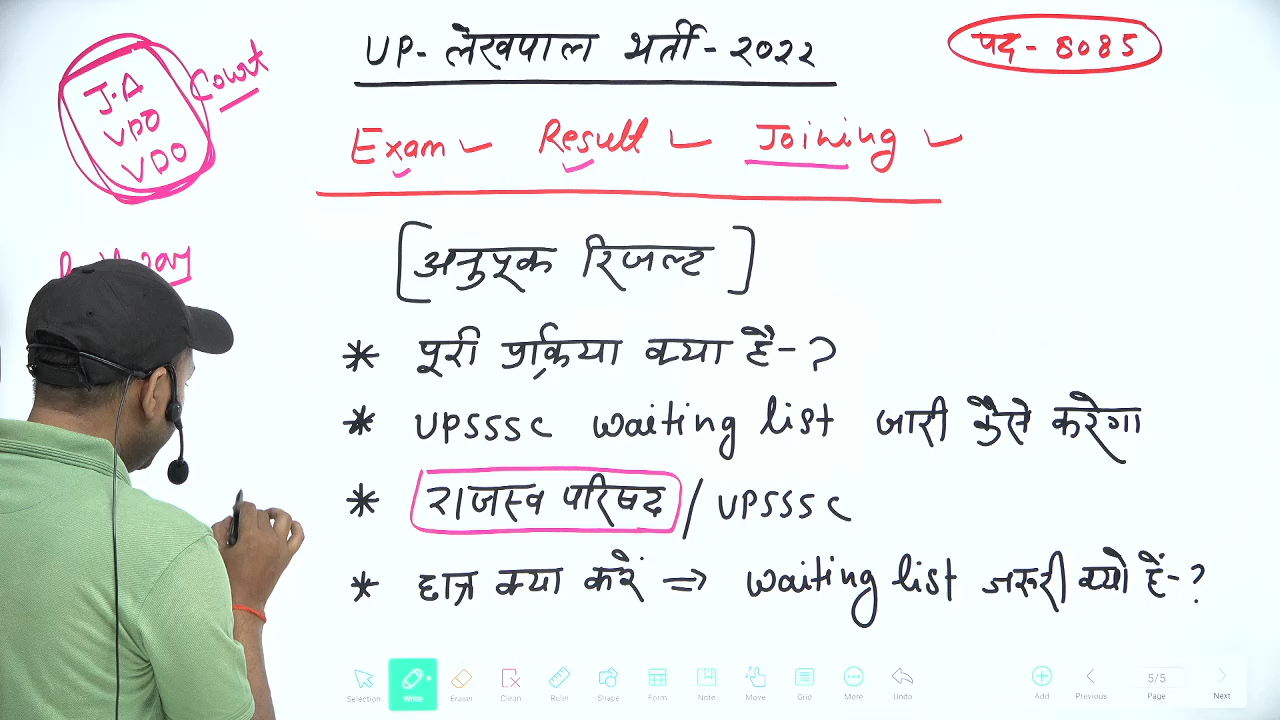 UP- लेखपाल भर्ती - २०२२
पद - 8085
J.A
VPO
VDO
Court
Exam Result Joining
[अनुपूरक रिजल्ट]
* पूरी प्रक्रिया क्या है - ?
* UPSSSC waiting list जारी कैसे करेगा
* राजस्व परिषद / UPSSSC
* छात्र क्या करें ⇒ waiting list जरूरी क्यों हैं - ?
Selection Write Eraser Clean Ruler Shape Form Note Move Grid More Undo Add Previous 5/5 Page Next